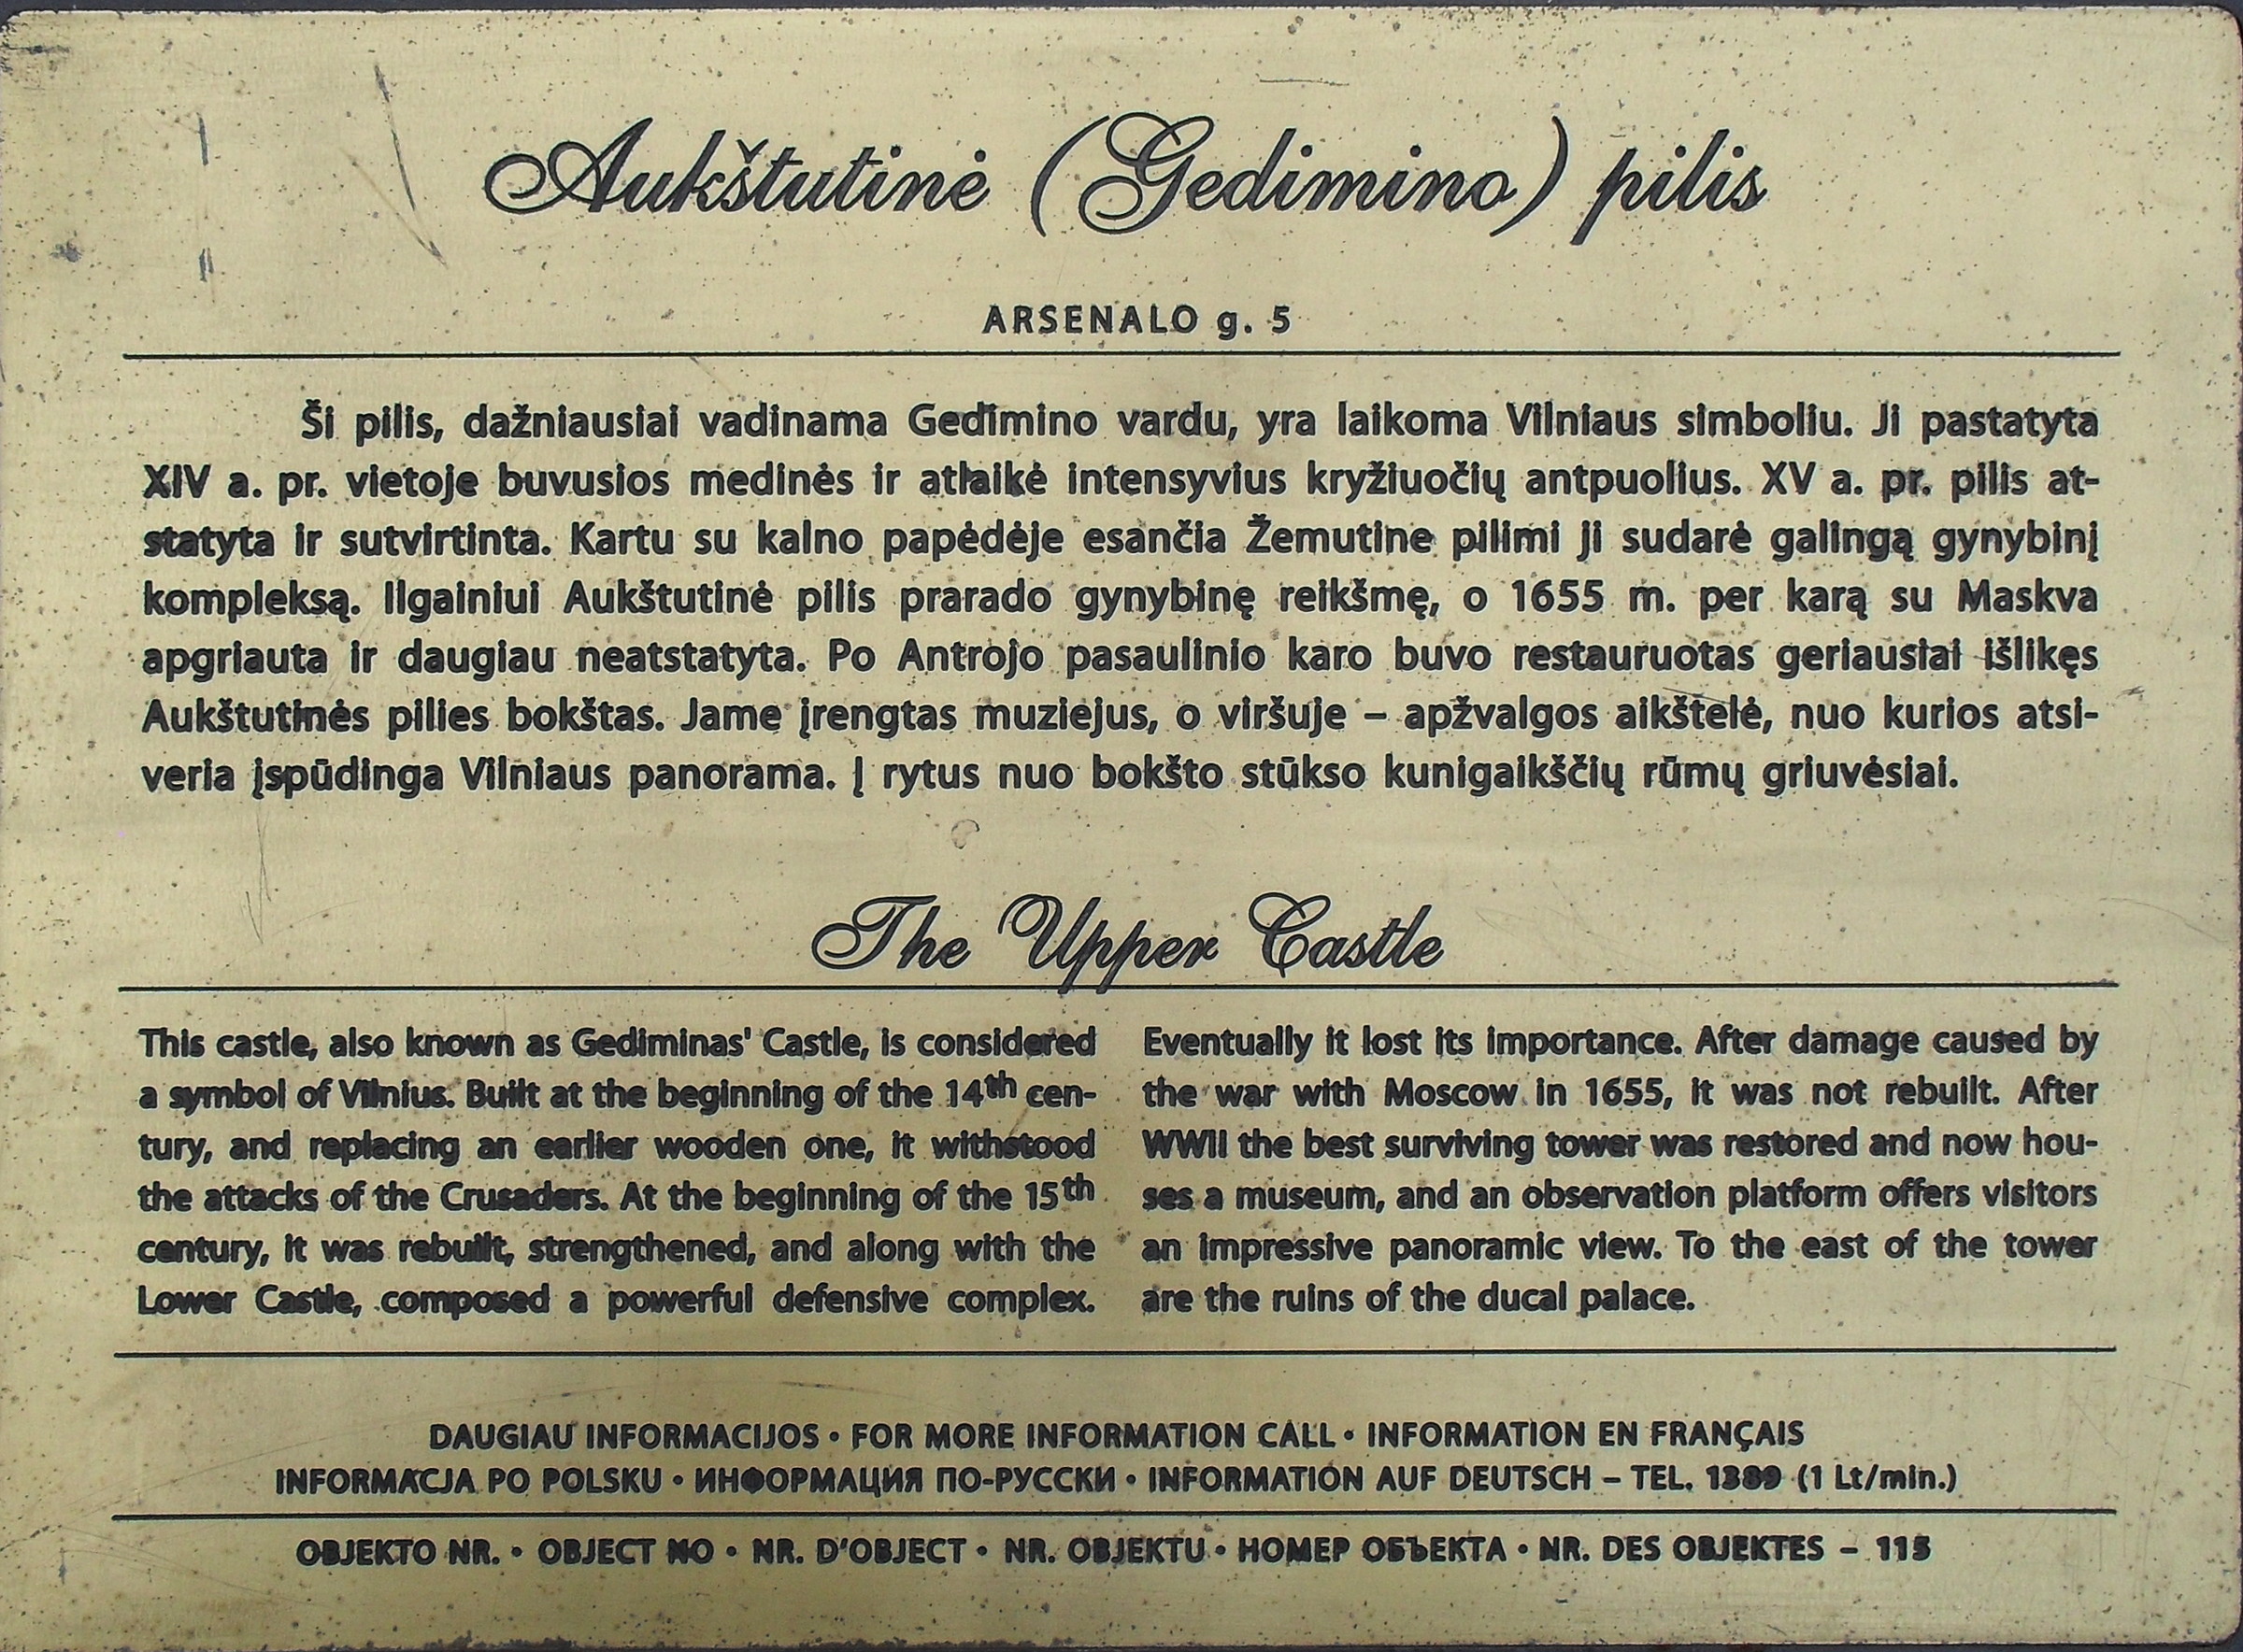 Aukštutinė (Gedimino) pilis
ARSENALO g. 5
Ši pilis, dažniausiai vadinama Gedimino vardu, yra laikoma Vilniaus simboliu. Ji pastatyta
XIV a. pr. vietoje buvusios medinės ir atlaikė intensyvius kryžiuočių antpuolius. XV a. pr. pilis at-
statyta ir sutvirtinta. Kartu su kalno papėdėje esančia Žemutine pilimi ji sudarė galingą gynybinį
kompleksą. Ilgainiui Aukštutinė pilis prarado gynybinę reikšmę, o 1655 m. per karą su Maskva
apgriauta ir daugiau neatstatyta. Po Antrojo pasaulinio karo buvo restauruotas geriausiai išlikęs
Aukštutinės pilies bokštas. Jame įrengtas muziejus, o viršuje – apžvalgos aikštelė, nuo kurios atsi-
veria įspūdinga Vilniaus panorama. Į rytus nuo bokšto stūkso kunigaikščių rūmų griuvėsiai.
The Upper Castle
This castle, also known as Gediminas' Castle, is considered
a symbol of Vilnius. Built at the beginning of the 14th cen-
tury, and replacing an earlier wooden one, it withstood
the attacks of the Crusaders. At the beginning of the 15th
century, it was rebuilt, strengthened, and along with the
Lower Castle, composed a powerful defensive complex.
Eventually it lost its importance. After damage caused by
the war with Moscow in 1655, it was not rebuilt. After
WWII the best surviving tower was restored and now hou-
ses a museum, and an observation platform offers visitors
an impressive panoramic view. To the east of the tower
are the ruins of the ducal palace.
DAUGIAU INFORMACIJOS • FOR MORE INFORMATION CALL • INFORMATION EN FRANÇAIS
INFORMACJA PO POLSKU • ИНФОРМАЦИЯ ПО-РУССКИ • INFORMATION AUF DEUTSCH – TEL. 1389 (1 Lt/min.)
OBJEKTO NR. • OBJECT NO • NR. D'OBJECT • NR. OBJEKTU • НОМЕР ОБЪЕКТА • NR. DES OBJEKTES – 115